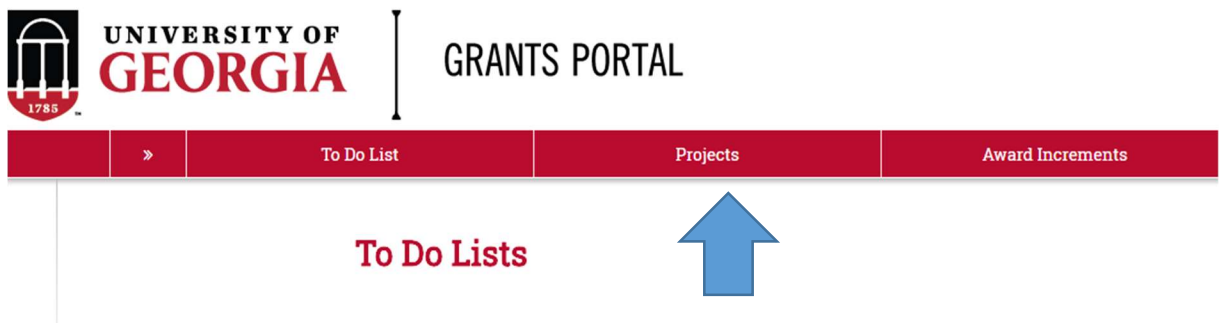 UNIVERSITY OF
GEORGIA
1785
GRANTS PORTAL
» To Do List Projects Award Increments
To Do Lists